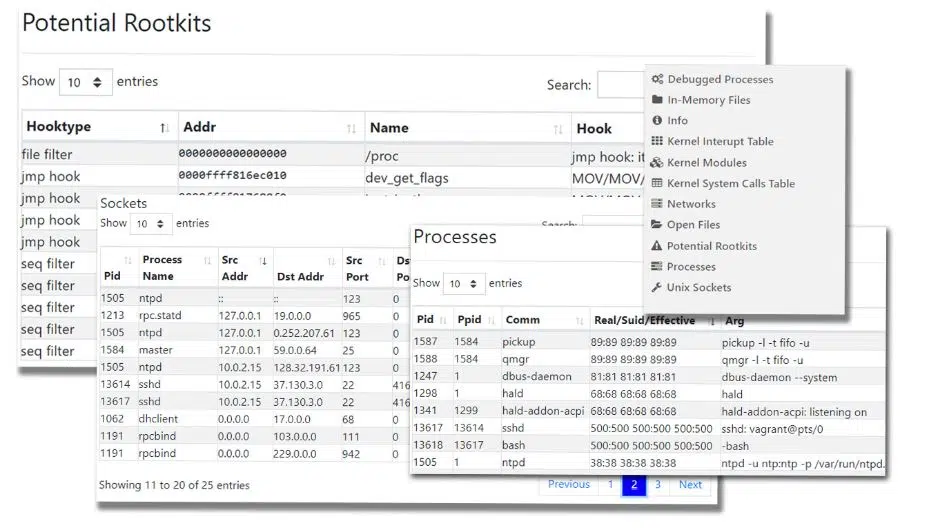 Potential Rootkits
Show 10 entries
Search:
Hooktype Addr Name Hook
file filter 0000000000000000 /proc jmp hook: it
jmp hook 0000ffff816ec010 dev_get_flags MOV/MOV/
jmp hook
jmp hook
jmp hook
seq filter
seq filter
seq filter
seq filter
seq filter
Debugged Processes
In-Memory Files
Info
Kernel Interupt Table
Kernel Modules
Kernel System Calls Table
Networks
Open Files
Potential Rootkits
Processes
Unix Sockets
Sockets
Show 10 entries
Search:
Pid Process Name Src Addr Dst Addr Src Port Dst Po
1505 ntpd :: :: 123 0
1213 rpc.statd 127.0.0.1 19.0.0.0 965 0
1505 ntpd 127.0.0.1 0.252.207.61 123 0
1584 master 127.0.0.1 59.0.0.64 25 0
1505 ntpd 10.0.2.15 128.32.191.61 123 0
13614 sshd 10.0.2.15 37.130.3.0 22 416
13617 sshd 10.0.2.15 37.130.3.0 22 416
1062 dhclient 0.0.0.0 17.0.0.0 68 0
1191 rpcbind 0.0.0.0 103.0.0.0 111 0
1191 rpcbind 0.0.0.0 229.0.0.0 942 0
Showing 11 to 20 of 25 entries
Previous 1 2 3 Next
Processes
Show 10 entries
Pid Ppid Comm Real/Suid/Effective Arg
1587 1584 pickup 89:89 89:89 89:89 pickup -l -t fifo -u
1588 1584 qmgr 89:89 89:89 89:89 qmgr -l -t fifo -u
1247 1 dbus-daemon 81:81 81:81 81:81 dbus-daemon --system
1298 1 hald 68:68 68:68 68:68 hald
1341 1299 hald-addon-acpi 68:68 68:68 68:68 hald-addon-acpi: listening on
13617 13614 sshd 500:500 500:500 500:500 sshd: vagrant@pts/0
13618 13617 bash 500:500 500:500 500:500 -bash
1505 1 ntpd 38:38 38:38 38:38 ntpd -u ntp:ntp -p /var/run/ntpd.